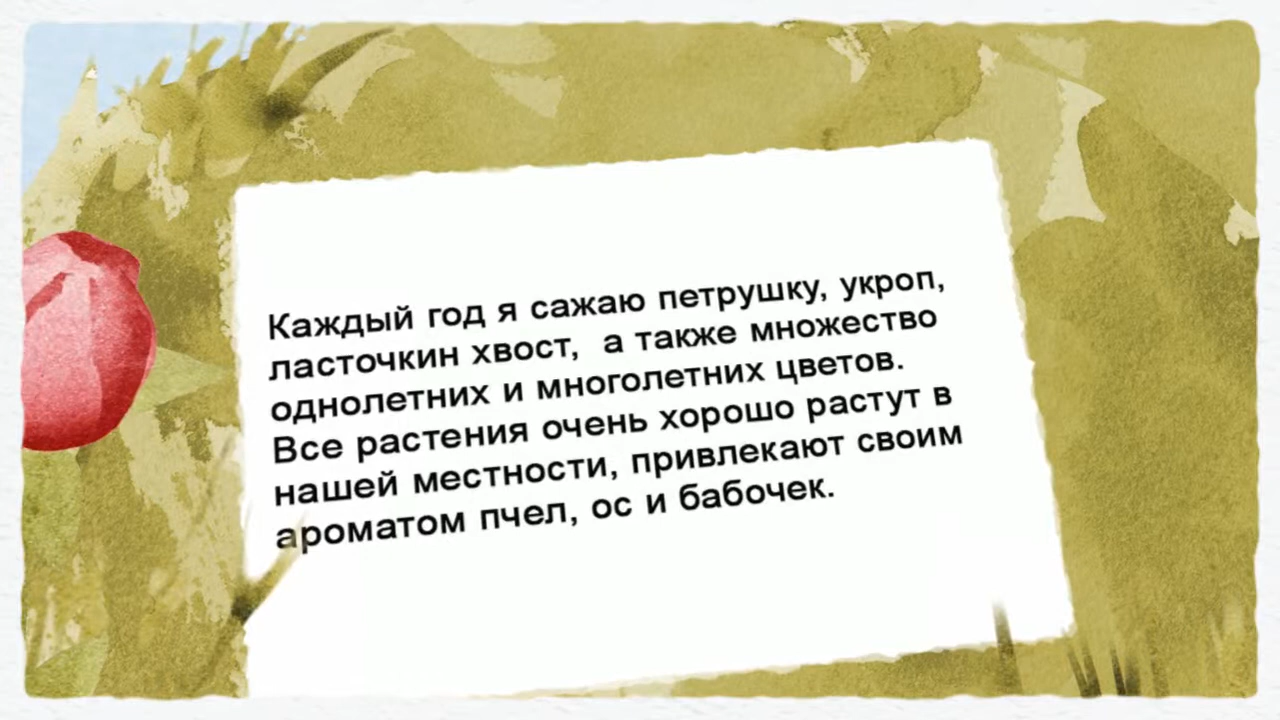 Каждый год я сажаю петрушку, укроп,
ласточкин хвост, а также множество
однолетних и многолетних цветов.
Все растения очень хорошо растут в
нашей местности, привлекают своим
ароматом пчел, ос и бабочек.